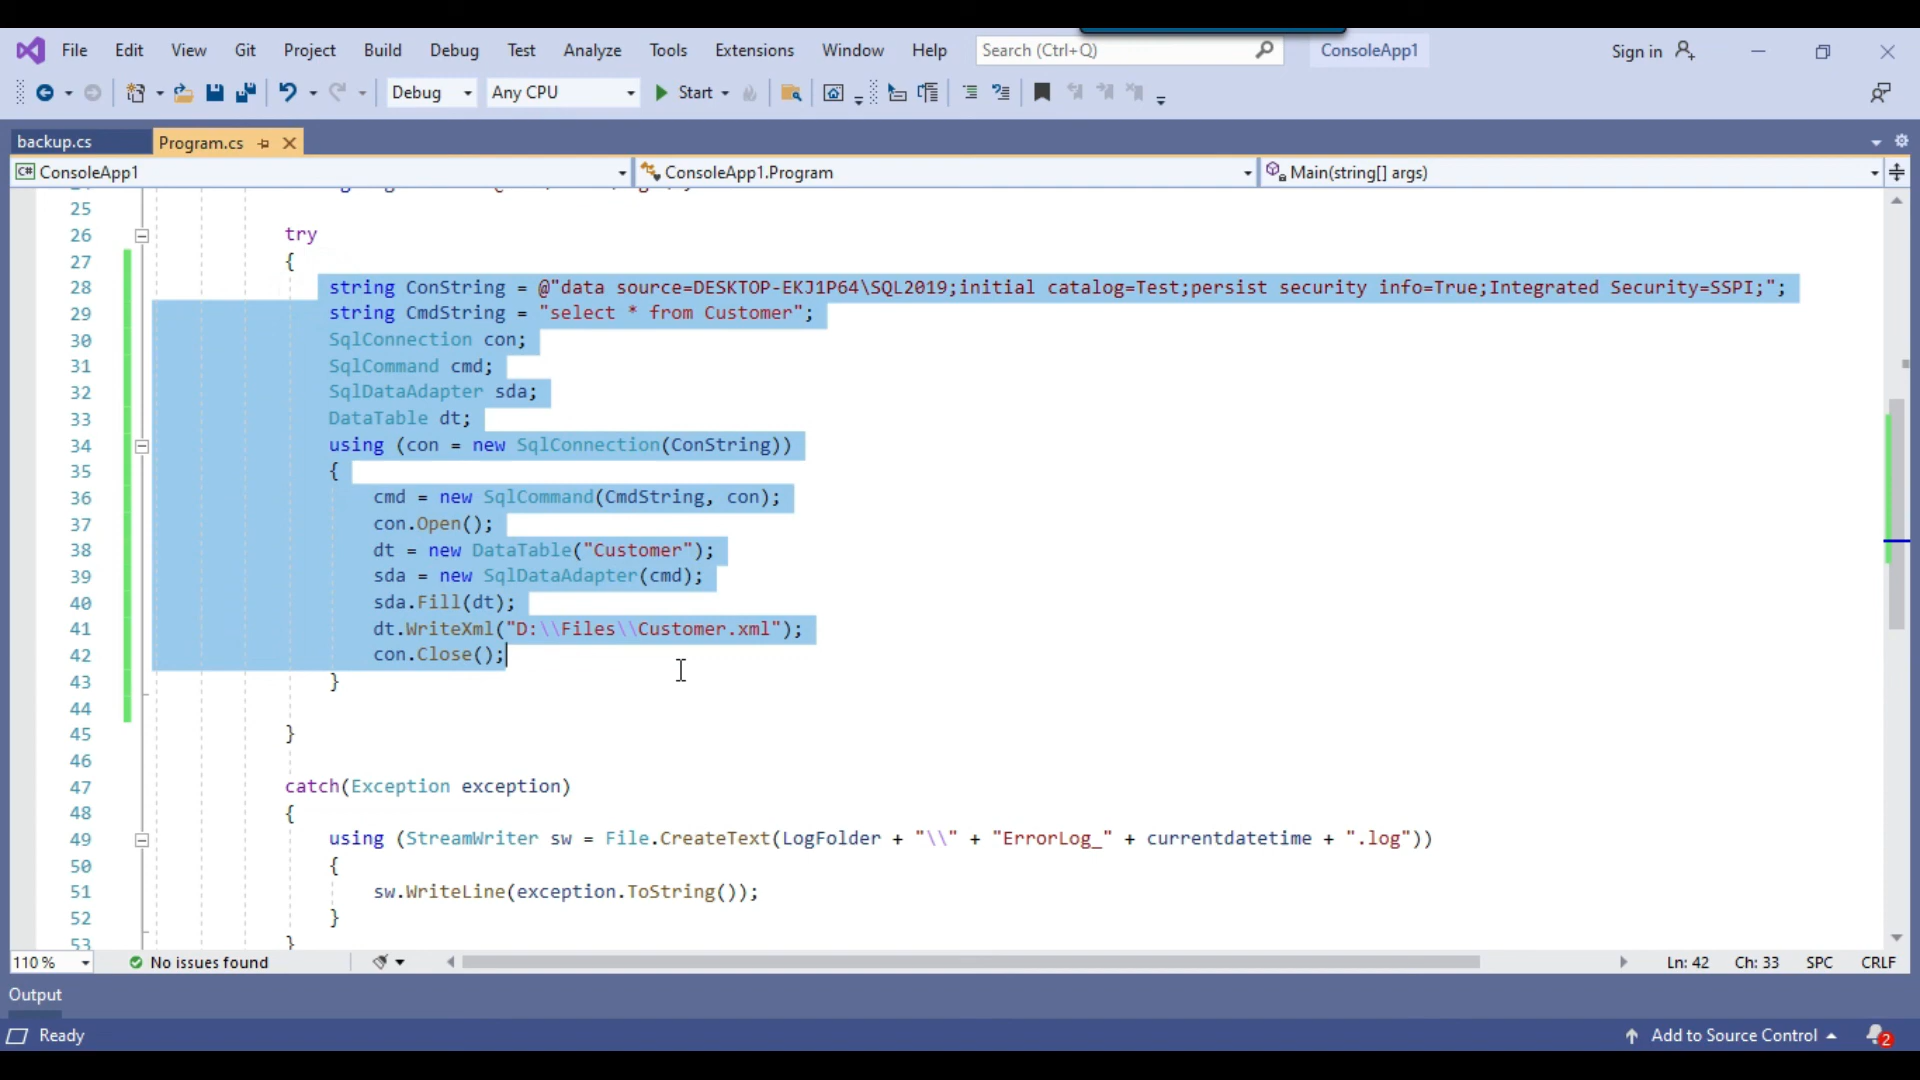 File Edit View Git Project Build Debug Test Analyze Tools Extensions Window Help Search (Ctrl+Q) ConsoleApp1 Sign in
Debug Any CPU Start
backup.cs Program.cs
C# ConsoleApp1 ConsoleApp1.Program Main(string[] args)
25
26 try
27 {
28 string ConString = @"data source=DESKTOP-EKJ1P64\SQL2019;initial catalog=Test;persist security info=True;Integrated Security=SSPI;";
29 string CmdString = "select * from Customer";
30 SqlConnection con;
31 SqlCommand cmd;
32 SqlDataAdapter sda;
33 DataTable dt;
34 using (con = new SqlConnection(ConString))
35 {
36 cmd = new SqlCommand(CmdString, con);
37 con.Open();
38 dt = new DataTable("Customer");
39 sda = new SqlDataAdapter(cmd);
40 sda.Fill(dt);
41 dt.WriteXml("D:\\Files\\Customer.xml");
42 con.Close();
43 }
44
45 }
46
47 catch(Exception exception)
48 {
49 using (StreamWriter sw = File.CreateText(LogFolder + "\\" + "ErrorLog_" + currentdatetime + ".log"))
50 {
51 sw.WriteLine(exception.ToString());
52 }
53 }
110 % No issues found Ln: 42 Ch: 33 SPC CRLF
Output
Ready Add to Source Control 2